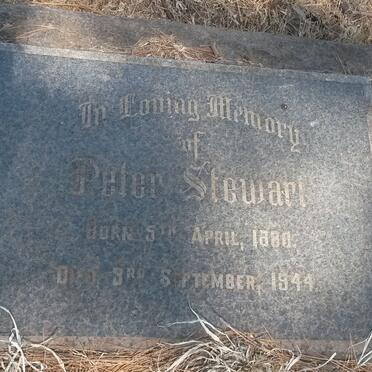 In Loving Memory
of
Peter Stewart
Born 5th April, 1880.
Died 3rd September, 1944.